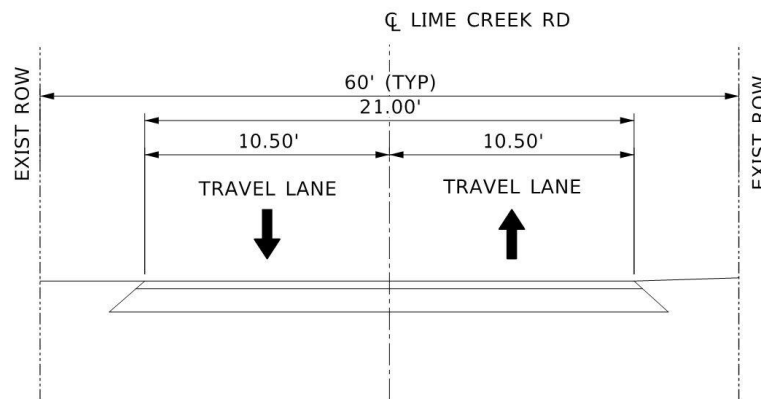 ℄ LIME CREEK RD
60' (TYP)
21.00'
10.50'
10.50'
TRAVEL LANE
TRAVEL LANE
EXIST ROW
EXIST ROW